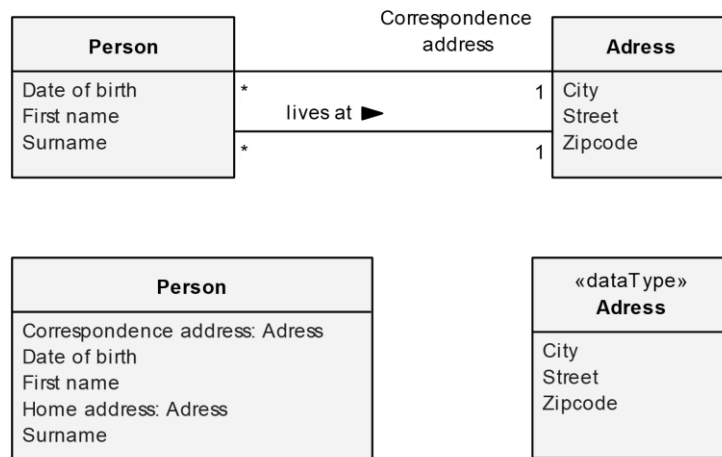 Correspondence
address
Person
Adress
Date of birth
First name
Surname
*
1
lives at ►
*
1
City
Street
Zipcode
Person
Correspondence address: Adress
Date of birth
First name
Home address: Adress
Surname
«dataType»
Adress
City
Street
Zipcode